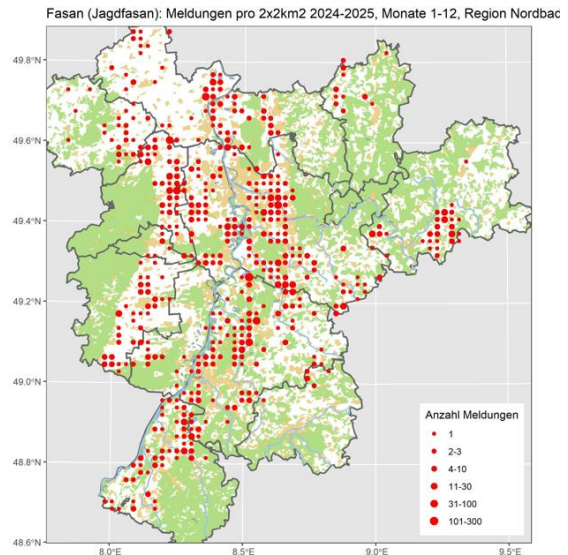 Fasan (Jagdfasan): Meldungen pro 2x2km2 2024-2025, Monate 1-12, Region Nordbad
49.8°N
49.6°N
49.4°N
49.2°N
49.0°N
48.8°N
48.6°N
8.0°E
8.5°E
9.0°E
9.5°E
Anzahl Meldungen
1
2-3
4-10
11-30
31-100
101-300